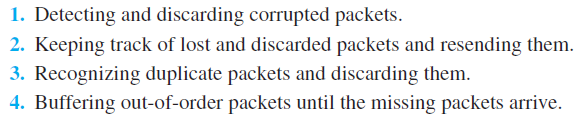 1. Detecting and discarding corrupted packets.
2. Keeping track of lost and discarded packets and resending them.
3. Recognizing duplicate packets and discarding them.
4. Buffering out-of-order packets until the missing packets arrive.